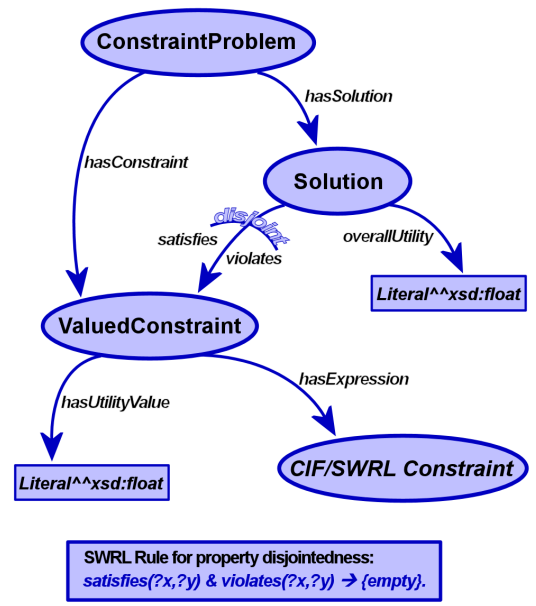 ConstraintProblem
hasSolution
hasConstraint
Solution
disjoint
satisfies
violates
overallUtility
Literal^^xsd:float
ValuedConstraint
hasExpression
hasUtilityValue
CIF/SWRL Constraint
Literal^^xsd:float
SWRL Rule for property disjointedness:
satisfies(?x,?y) & violates(?x,?y) → {empty}.